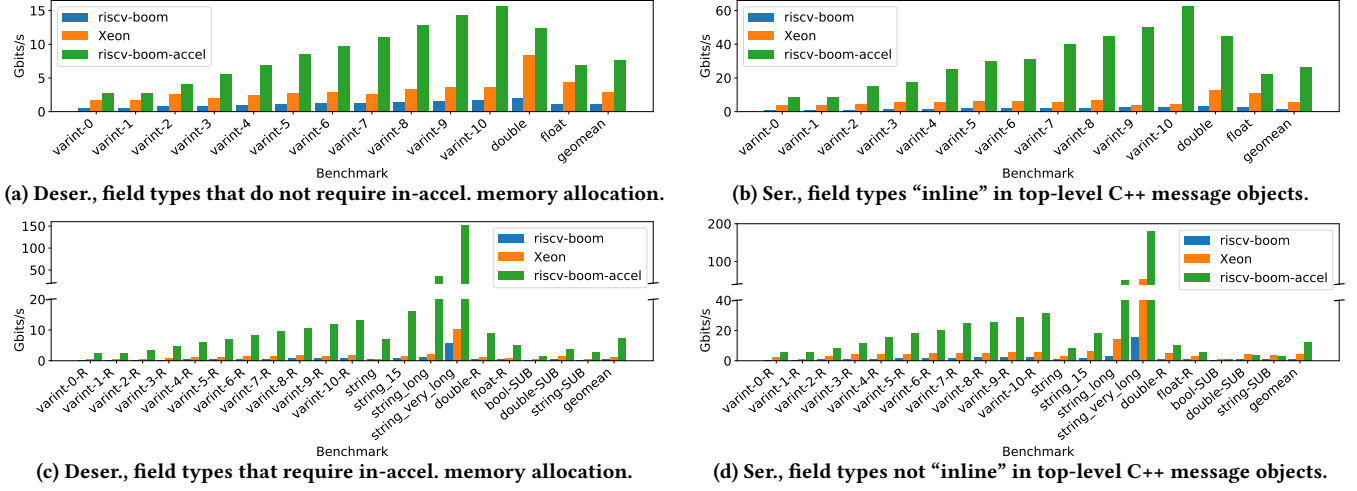 15
10
5
0
Gbits/s
riscv-boom
Xeon
riscv-boom-accel
varint-0
varint-1
varint-2
varint-3
varint-4
varint-5
varint-6
varint-7
varint-8
varint-9
varint-10
double
float
geomean
Benchmark
(a) Deser., field types that do not require in-accel. memory allocation.
60
40
20
0
Gbits/s
riscv-boom
Xeon
riscv-boom-accel
varint-0
varint-1
varint-2
varint-3
varint-4
varint-5
varint-6
varint-7
varint-8
varint-9
varint-10
double
float
geomean
Benchmark
(b) Ser., field types “inline” in top-level C++ message objects.
150
100
50
20
10
0
Gbits/s
riscv-boom
Xeon
riscv-boom-accel
varint-0-R
varint-1-R
varint-2-R
varint-3-R
varint-4-R
varint-5-R
varint-6-R
varint-7-R
varint-8-R
varint-9-R
varint-10-R
string
string_15
string_long
string_very_long
double-R
float-R
bool-SUB
double-SUB
string-SUB
geomean
Benchmark
(c) Deser., field types that require in-accel. memory allocation.
200
100
40
20
0
Gbits/s
riscv-boom
Xeon
riscv-boom-accel
varint-0-R
varint-1-R
varint-2-R
varint-3-R
varint-4-R
varint-5-R
varint-6-R
varint-7-R
varint-8-R
varint-9-R
varint-10-R
string
string_15
string_long
string_very_long
double-R
float-R
bool-SUB
double-SUB
string-SUB
geomean
Benchmark
(d) Ser., field types not “inline” in top-level C++ message objects.